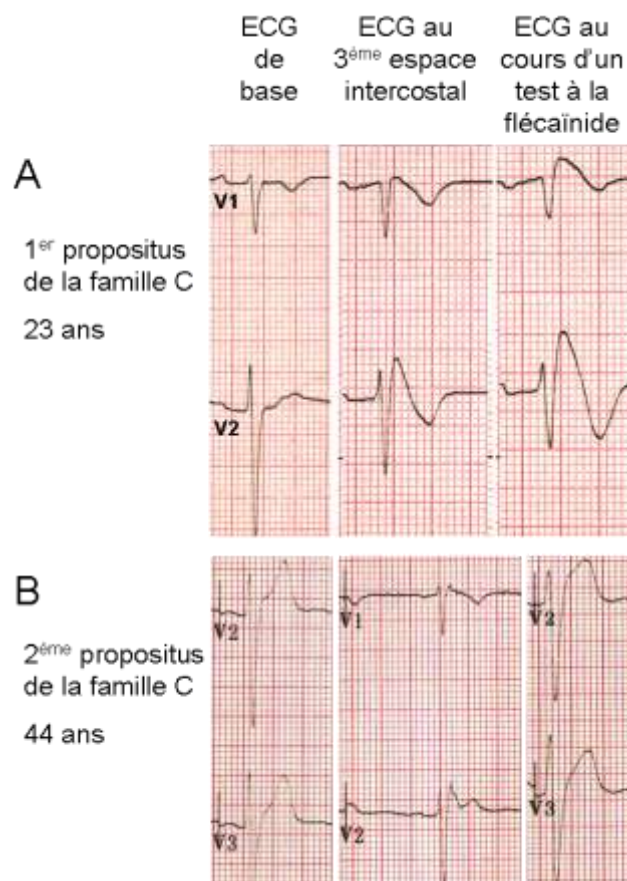 ECG
de
base
ECG au
3ème espace
intercostal
ECG au
cours d'un
test à la
flécaïnide
A
1er propositus
de la famille C
23 ans
V1
V2
B
2ème propositus
de la famille C
44 ans
V2
V3
V1
V2
V2
V3